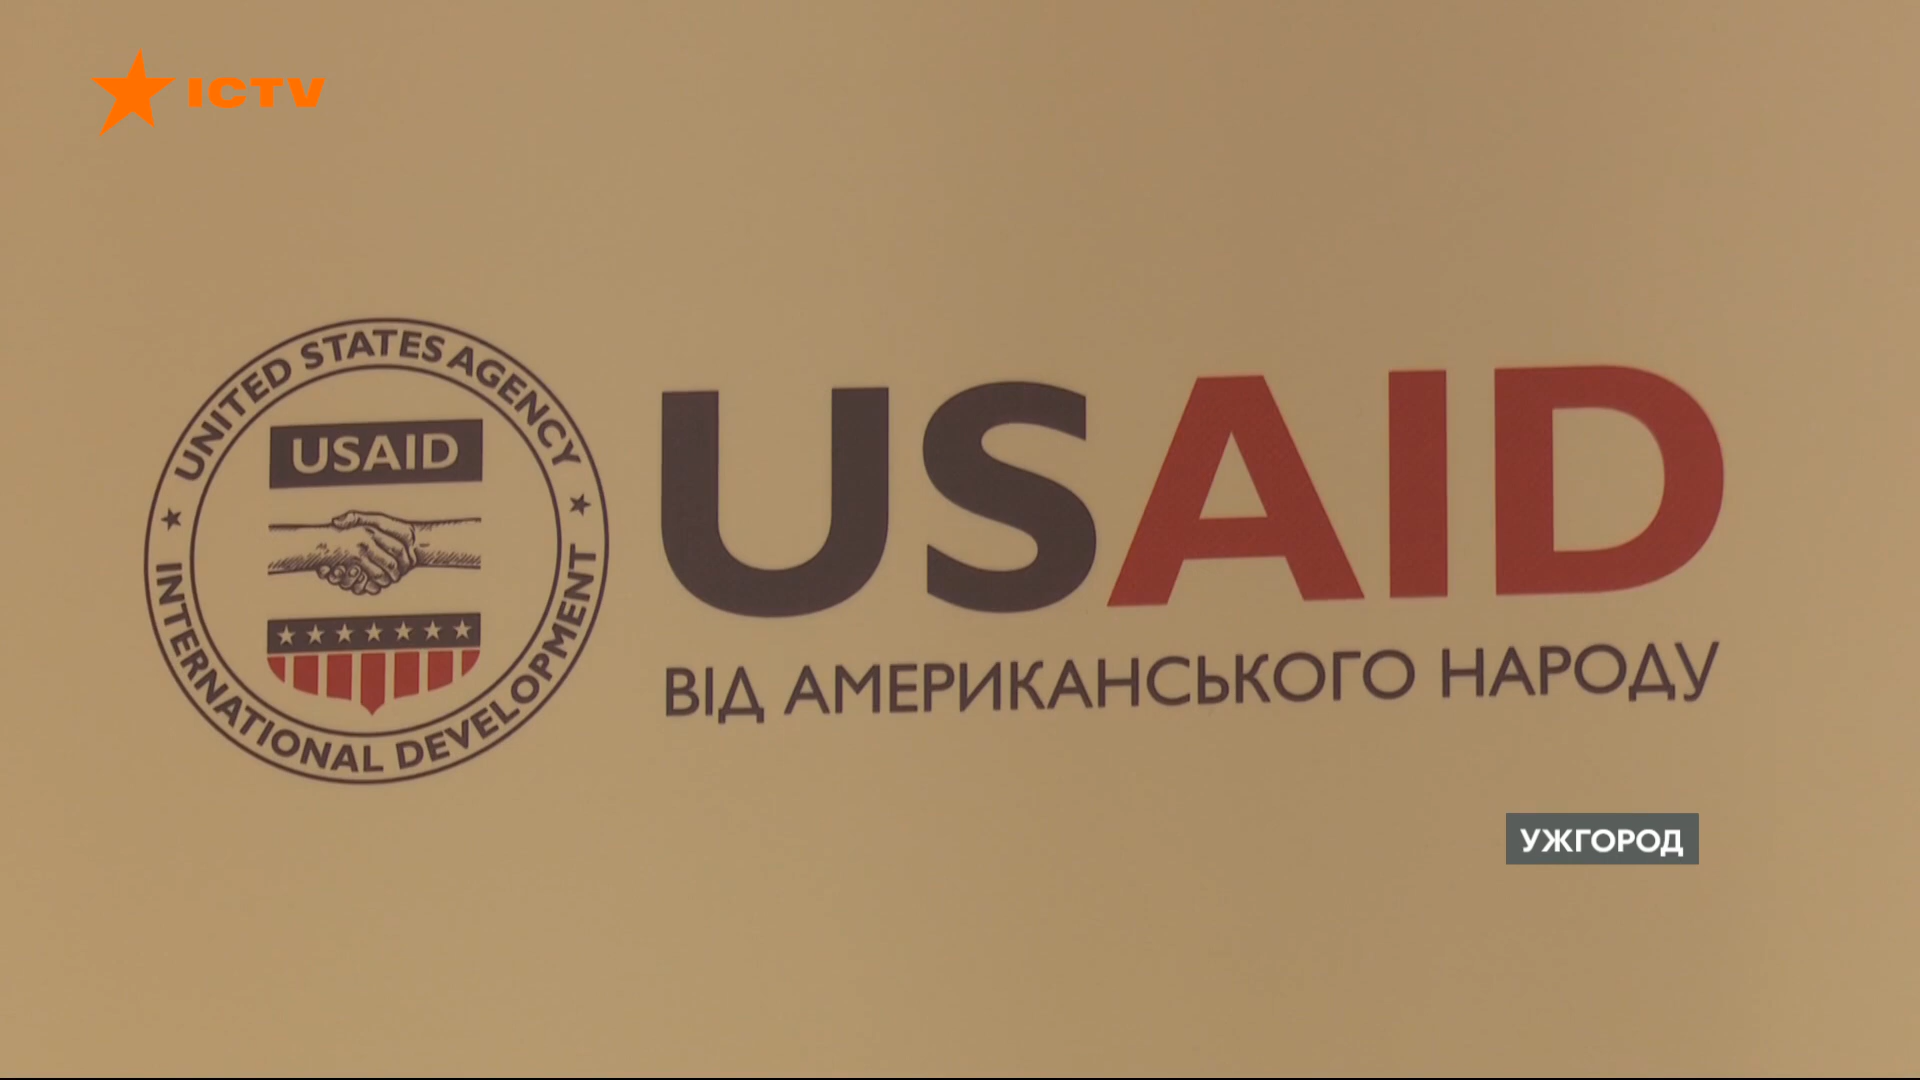 ICTV
UNITED STATES AGENCY
USAID
INTERNATIONAL DEVELOPMENT
USAID
ВІД АМЕРИКАНСЬКОГО НАРОДУ
УЖГОРОД